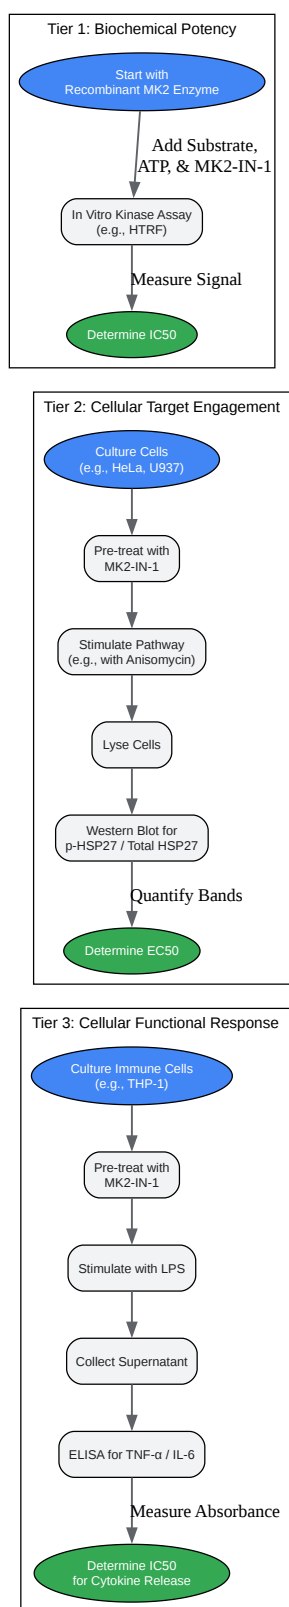 Tier 1: Biochemical Potency
Start with
Recombinant MK2 Enzyme
Add Substrate,
ATP, & MK2-IN-1
In Vitro Kinase Assay
(e.g., HTRF)
Measure Signal
Determine IC50
Tier 2: Cellular Target Engagement
Culture Cells
(e.g., HeLa, U937)
Pre-treat with
MK2-IN-1
Stimulate Pathway
(e.g., with Anisomycin)
Lyse Cells
Western Blot for
p-HSP27 / Total HSP27
Quantify Bands
Determine EC50
Tier 3: Cellular Functional Response
Culture Immune Cells
(e.g., THP-1)
Pre-treat with
MK2-IN-1
Stimulate with LPS
Collect Supernatant
ELISA for TNF-α / IL-6
Measure Absorbance
Determine IC50
for Cytokine Release